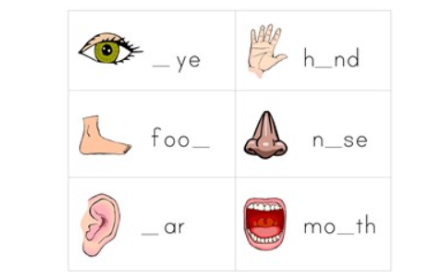 _ye h_nd
foo_ n_se
_ar mo_th